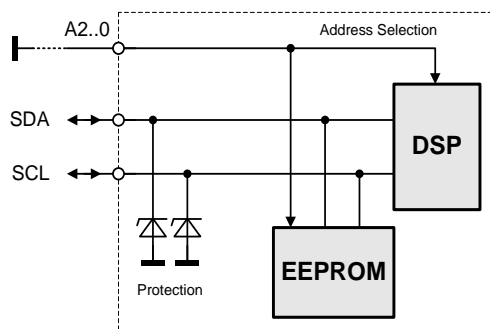 A2..0
Address Selection
SDA
DSP
SCL
EEPROM
Protection